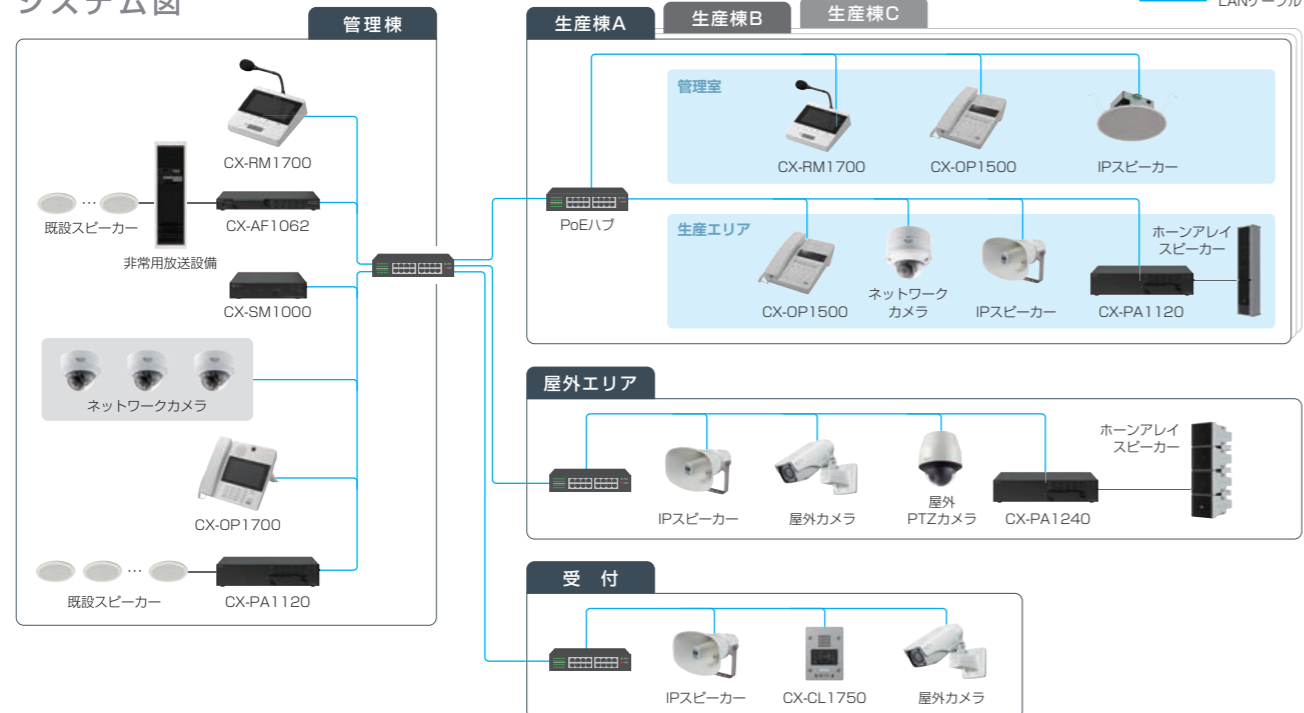 システム図
LANケーブル
管理棟
CX-RM1700
既設スピーカー
CX-AF1062
非常用放送設備
CX-SM1000
ネットワークカメラ
CX-OP1700
既設スピーカー
CX-PA1120
生産棟A
生産棟B
生産棟C
管理室
CX-RM1700
CX-OP1500
IPスピーカー
PoEハブ
生産エリア
CX-OP1500
ネットワーク
カメラ
IPスピーカー
CX-PA1120
ホーンアレイ
スピーカー
屋外エリア
IPスピーカー
屋外カメラ
屋外
PTZカメラ
CX-PA1240
ホーンアレイ
スピーカー
受 付
IPスピーカー
CX-CL1750
屋外カメラ